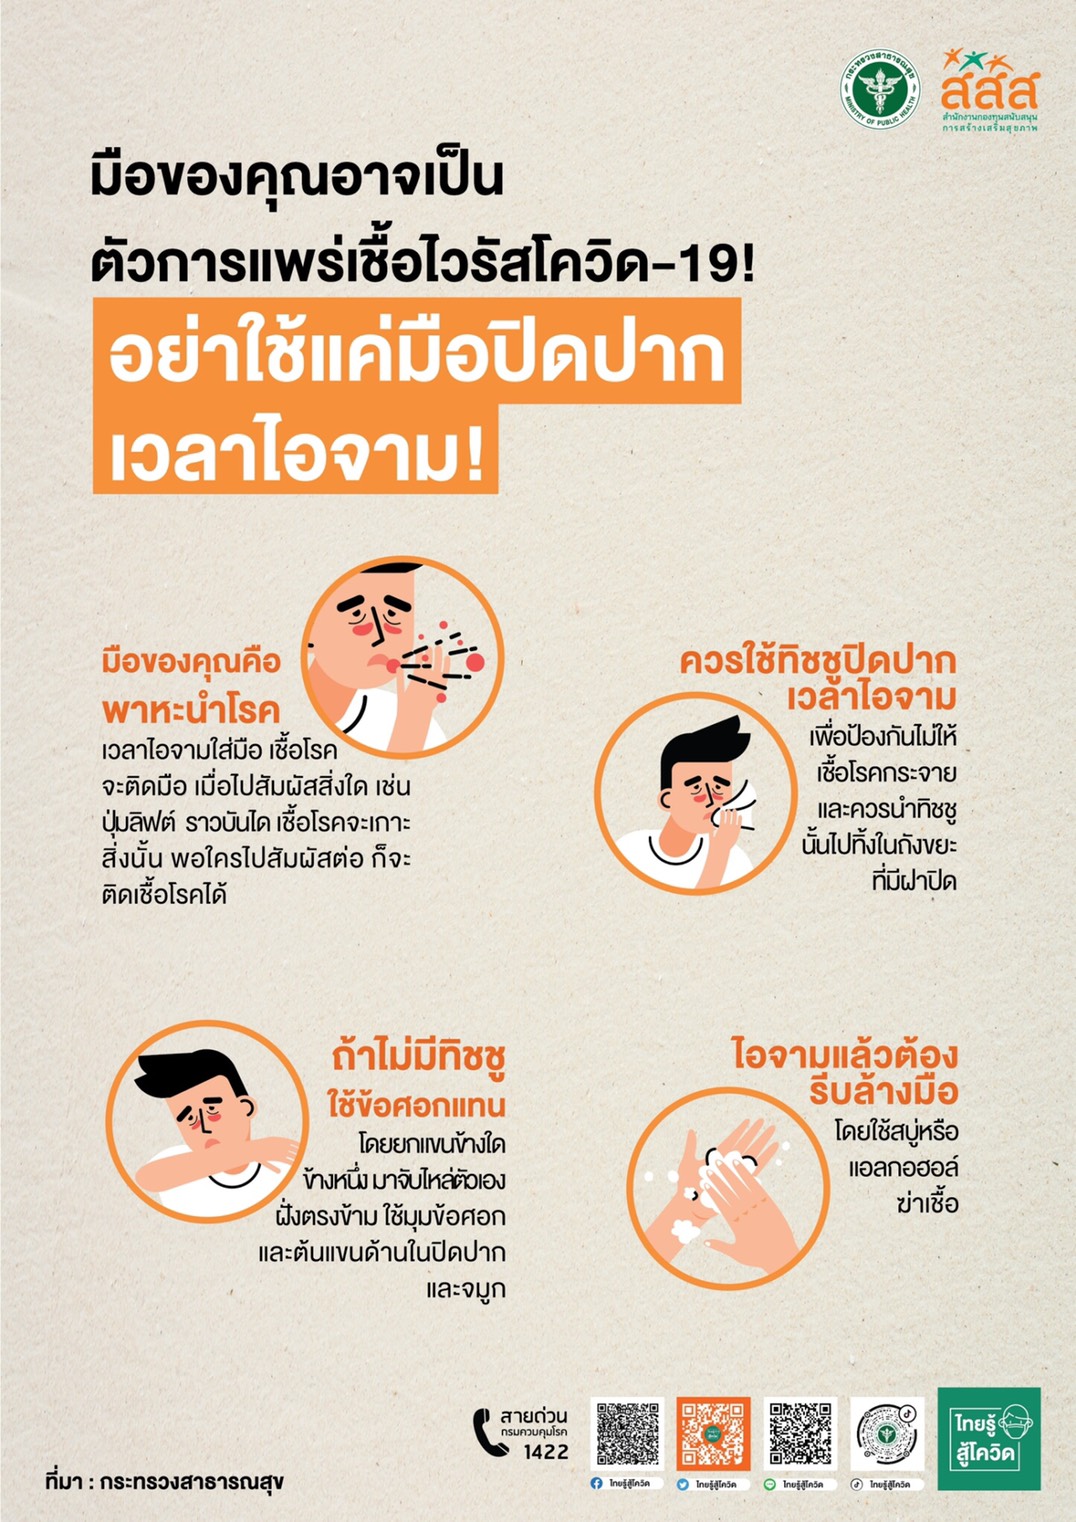 กระทรวงสาธารณสุข
MINISTRY OF PUBLIC HEALTH
สสส
สำนักงานกองทุนสนับสนุน
การสร้างเสริมสุขภาพ
มือของคุณอาจเป็น
ตัวการแพร่เชื้อไวรัสโควิด-19!
อย่าใช้แค่มือปิดปาก
เวลาไอจาม!
มือของคุณคือ
พาหะนำโรค
เวลาไอจามใส่มือ เชื้อโรค
จะติดมือ เมื่อไปสัมผัสสิ่งใด เช่น
ปุ่มลิฟต์ ราวบันได เชื้อโรคจะเกาะ
สิ่งนั้น พอใครไปสัมผัสต่อ ก็จะ
ติดเชื้อโรคได้
ควรใช้ทิชชูปิดปาก
เวลาไอจาม
เพื่อป้องกันไม่ให้
เชื้อโรคกระจาย
และควรนำทิชชู
นั้นไปทิ้งในถังขยะ
ที่มีฝาปิด
ถ้าไม่มีทิชชู
ใช้ข้อศอกแทน
โดยยกแขนข้างใด
ข้างหนึ่ง มาจับไหล่ตัวเอง
ฝั่งตรงข้าม ใช้มุมข้อศอก
และต้นแขนด้านในปิดปาก
และจมูก
ไอจามแล้วต้อง
รีบล้างมือ
โดยใช้สบู่หรือ
แอลกอฮอล์
ฆ่าเชื้อ
สายด่วน
กรมควบคุมโรค
1422
ไทยรู้สู้โควิด
ไทยรู้สู้โควิด
ไทยรู้สู้โควิด
ไทยรู้สู้โควิด
ไทยรู้
สู้โควิด
ที่มา : กระทรวงสาธารณสุข